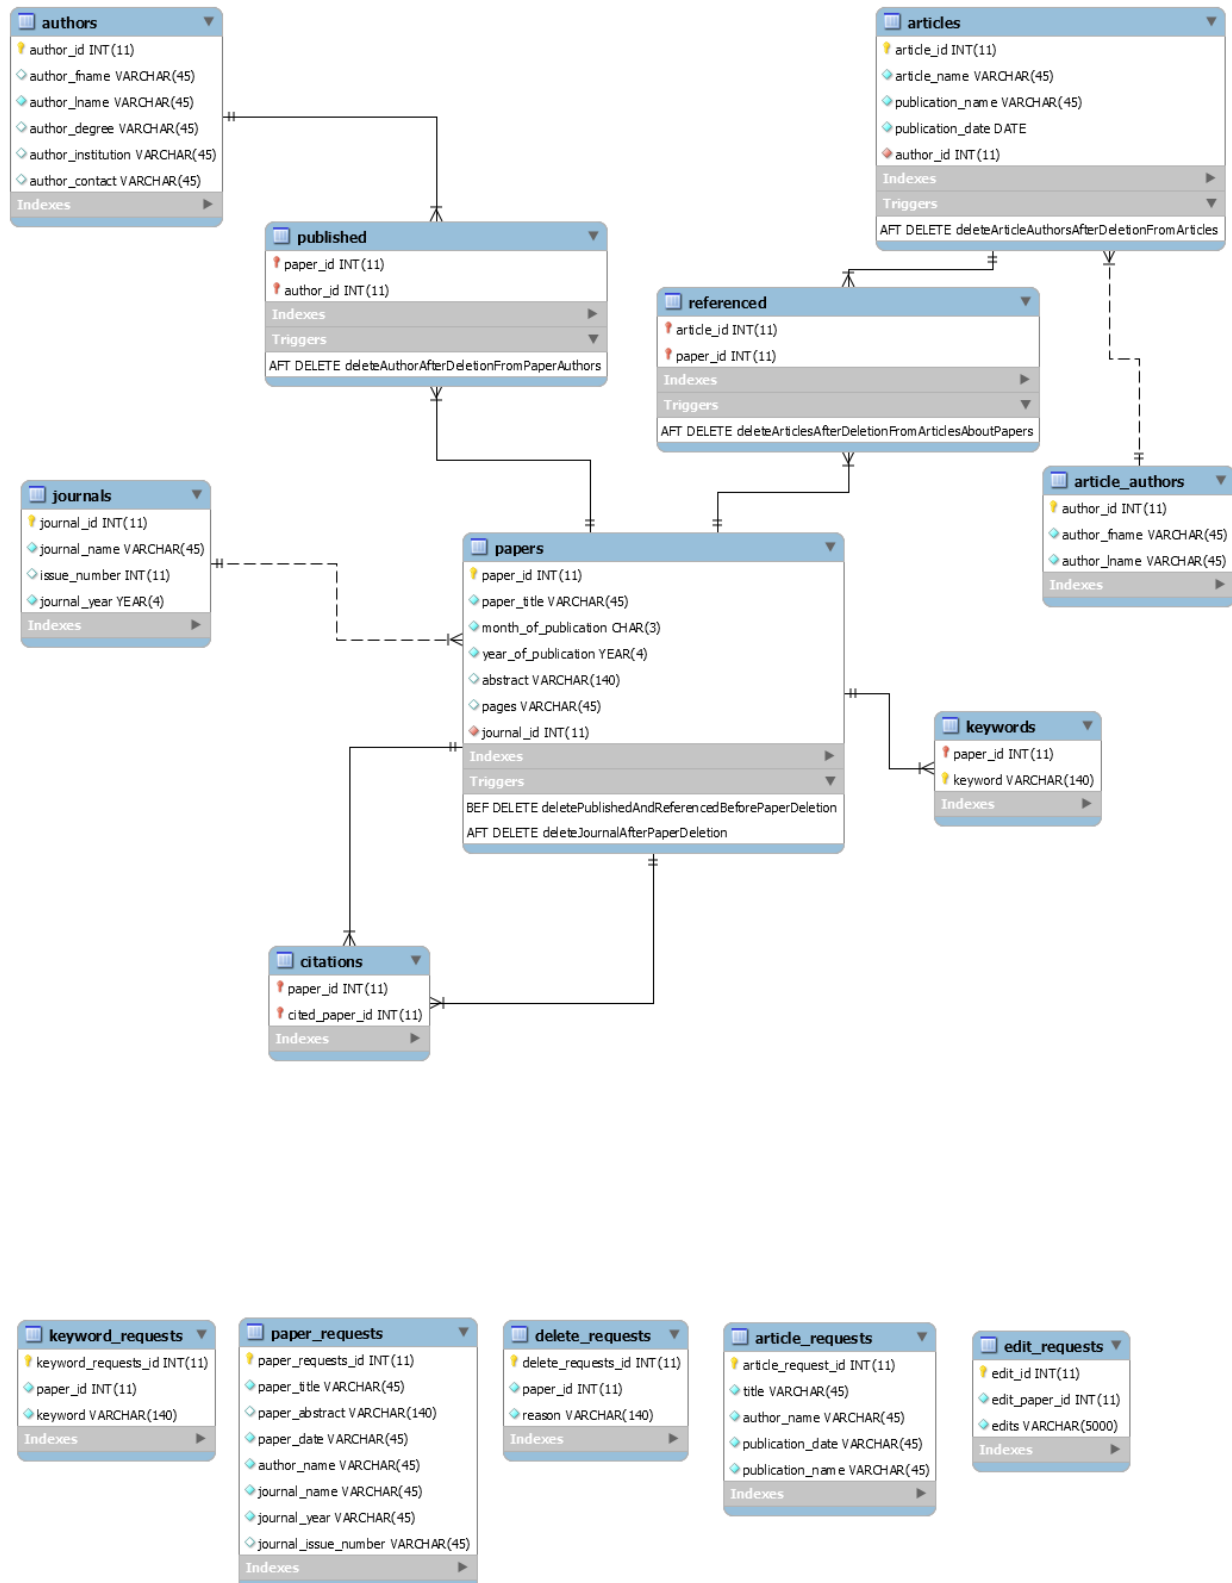 authors
author_id INT(11)
author_fname VARCHAR(45)
author_lname VARCHAR(45)
author_degree VARCHAR(45)
author_institution VARCHAR(45)
author_contact VARCHAR(45)
Indexes
articles
article_id INT(11)
article_name VARCHAR(45)
publication_name VARCHAR(45)
publication_date DATE
author_id INT(11)
Indexes
Triggers
AFT DELETE deleteArticleAuthorsAfterDeletionFromArticles
published
paper_id INT(11)
author_id INT(11)
Indexes
Triggers
AFT DELETE deleteAuthorAfterDeletionFromPaperAuthors
referenced
article_id INT(11)
paper_id INT(11)
Indexes
Triggers
AFT DELETE deleteArticlesAfterDeletionFromArticlesAboutPapers
journals
journal_id INT(11)
journal_name VARCHAR(45)
issue_number INT(11)
journal_year YEAR(4)
Indexes
article_authors
author_id INT(11)
author_fname VARCHAR(45)
author_lname VARCHAR(45)
Indexes
papers
paper_id INT(11)
paper_title VARCHAR(45)
month_of_publication CHAR(3)
year_of_publication YEAR(4)
abstract VARCHAR(140)
pages VARCHAR(45)
journal_id INT(11)
Indexes
Triggers
BEF DELETE deletePublishedAndReferencedBeforePaperDeletion
AFT DELETE deleteJournalAfterPaperDeletion
keywords
paper_id INT(11)
keyword VARCHAR(140)
Indexes
citations
paper_id INT(11)
cited_paper_id INT(11)
Indexes
keyword_requests
keyword_requests_id INT(11)
paper_id INT(11)
keyword VARCHAR(140)
Indexes
paper_requests
paper_requests_id INT(11)
paper_title VARCHAR(45)
paper_abstract VARCHAR(140)
paper_date VARCHAR(45)
author_name VARCHAR(45)
journal_name VARCHAR(45)
journal_year VARCHAR(45)
journal_issue_number VARCHAR(45)
Indexes
delete_requests
delete_requests_id INT(11)
paper_id INT(11)
reason VARCHAR(140)
Indexes
article_requests
article_request_id INT(11)
title VARCHAR(45)
author_name VARCHAR(45)
publication_date VARCHAR(45)
publication_name VARCHAR(45)
Indexes
edit_requests
edit_id INT(11)
edit_paper_id INT(11)
edits VARCHAR(5000)
Indexes